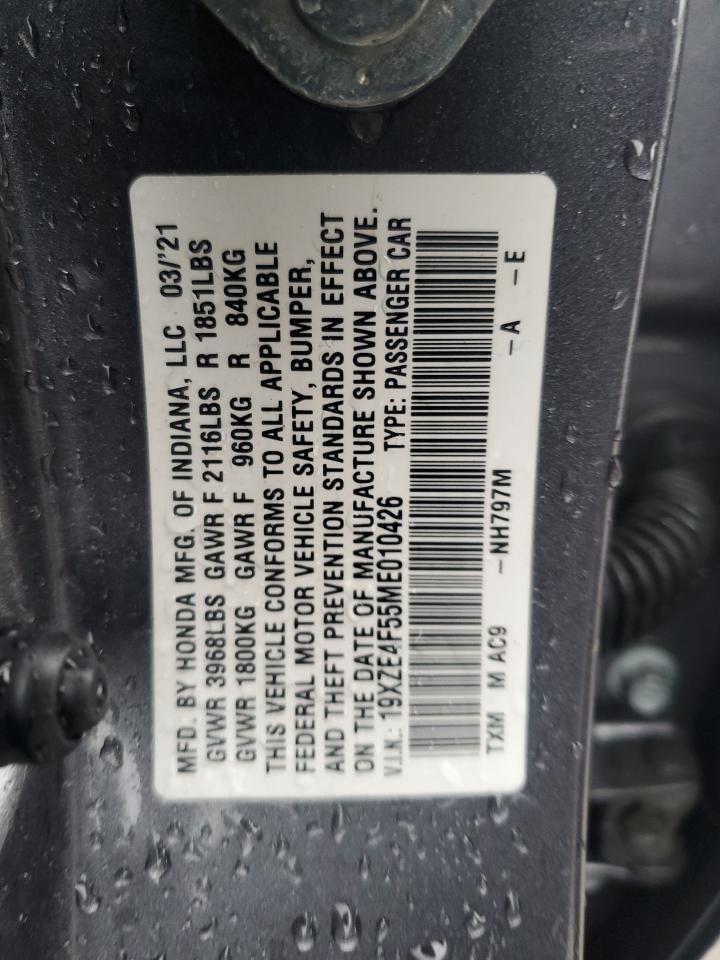 MFD. BY HONDA MFG. OF INDIANA, LLC 03/'21
GVWR 3968LBS GAWR F 2116LBS R 1851LBS
GVWR 1800KG GAWR F 960KG R 840KG
THIS VEHICLE CONFORMS TO ALL APPLICABLE
FEDERAL MOTOR VEHICLE SAFETY, BUMPER,
AND THEFT PREVENTION STANDARDS IN EFFECT
ON THE DATE OF MANUFACTURE SHOWN ABOVE.
V.I.N.: 19XZE4F55ME010426 TYPE: PASSENGER CAR
TXM M AC9 -NH797M -A -E